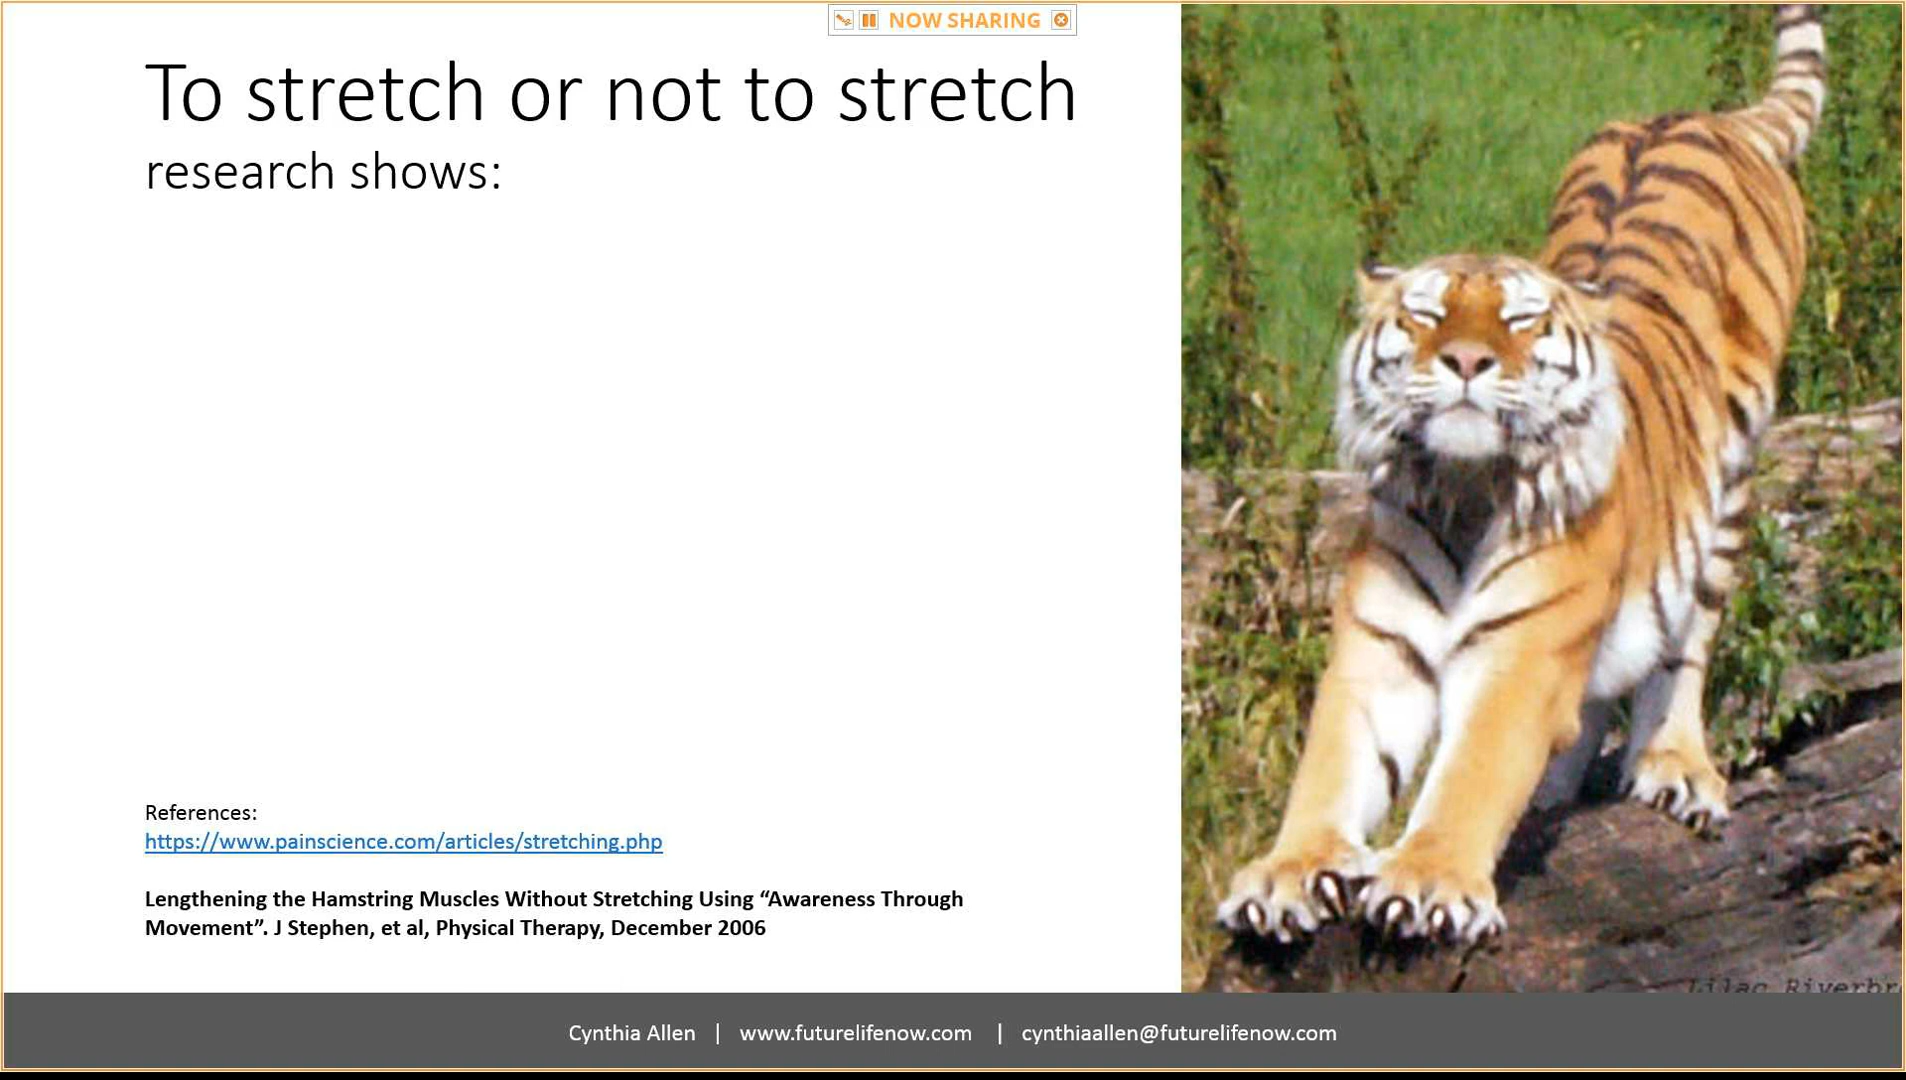 NOW SHARING
To stretch or not to stretch
research shows:
References:
https://www.painscience.com/articles/stretching.php
Lengthening the Hamstring Muscles Without Stretching Using “Awareness Through
Movement”. J Stephen, et al, Physical Therapy, December 2006
Lilac
Cynthia Allen | www.futurelifenow.com | cynthiaallen@futurelifenow.com